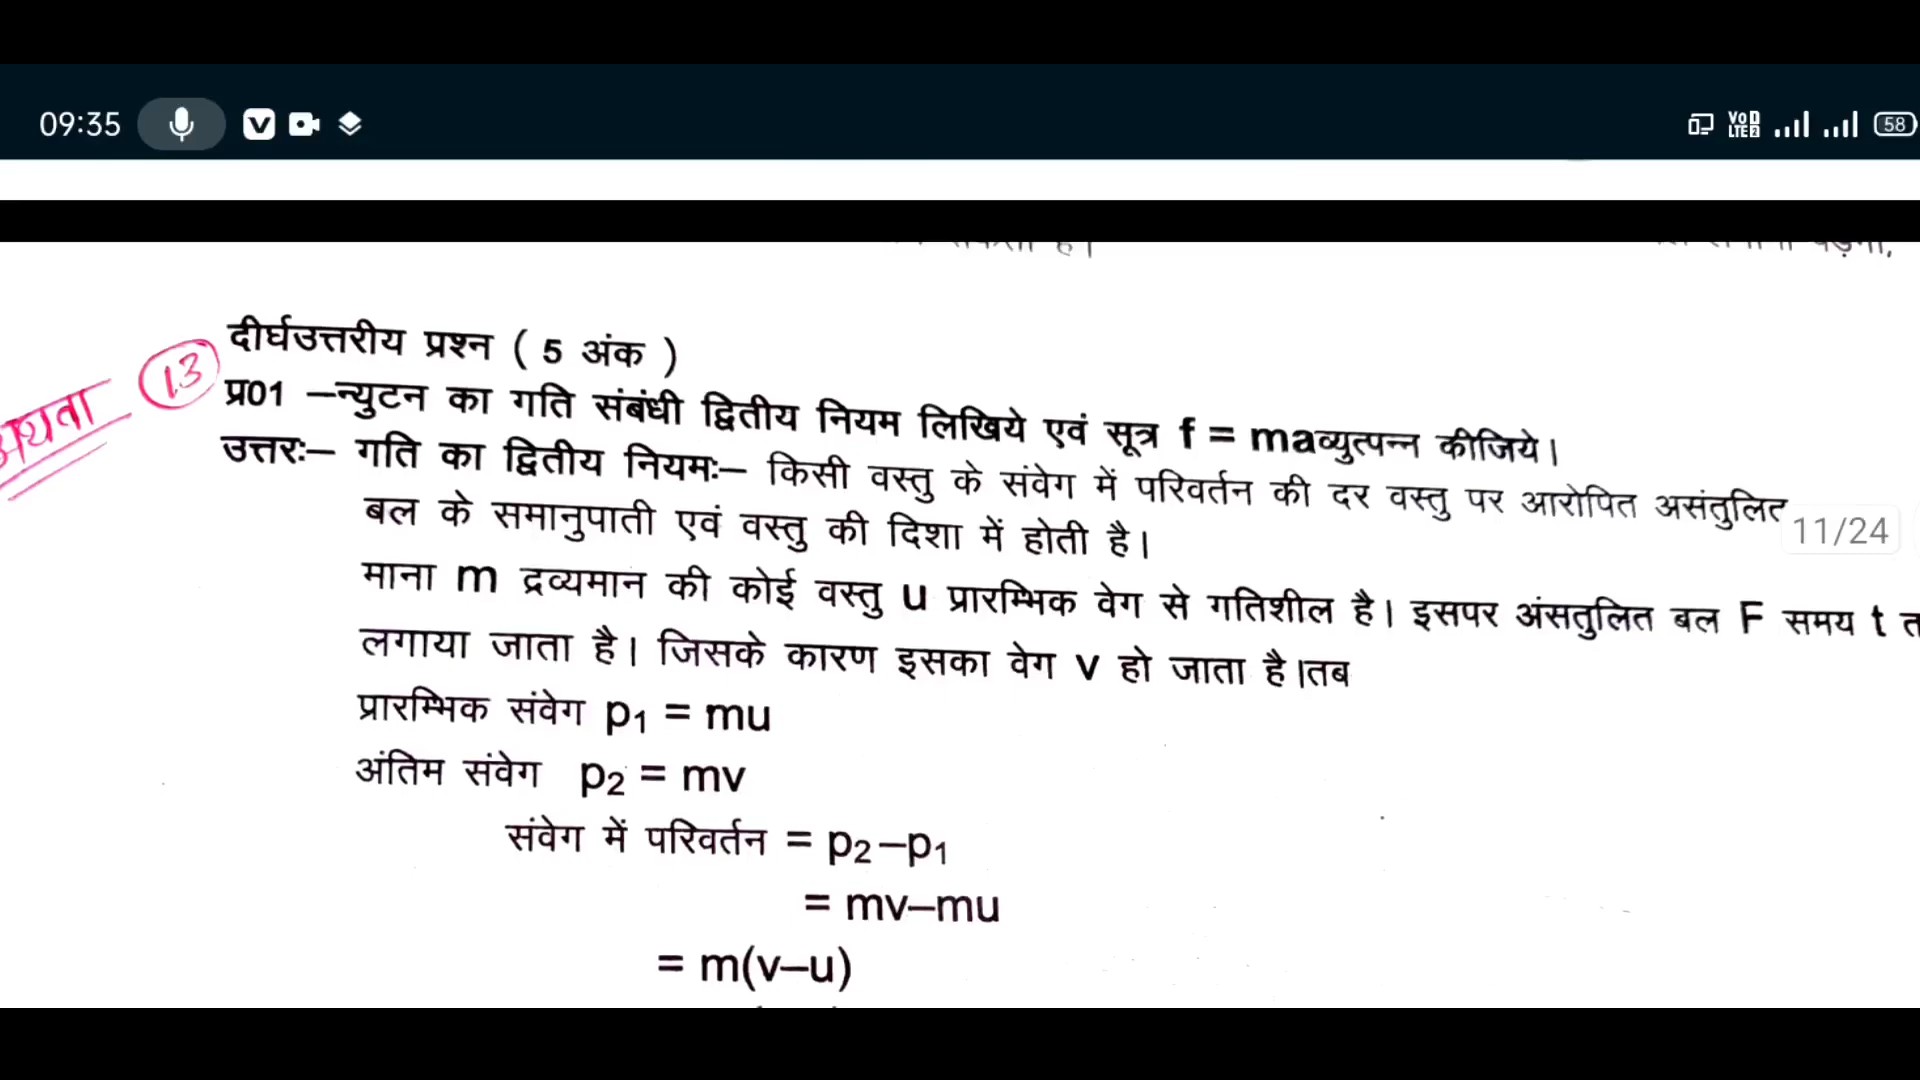 09:35
VoD LTE2
58
दीर्घउत्तरीय प्रश्न ( 5 अंक )
13
प्र01 –न्युटन का गति संबंधी द्वितीय नियम लिखिये एवं सूत्र f = maव्युत्पन्न कीजिये।
उत्तरः– गति का द्वितीय नियमः– किसी वस्तु के संवेग में परिवर्तन की दर वस्तु पर आरोपित असंतुलित
बल के समानुपाती एवं वस्तु की दिशा में होती है।
11/24
माना m द्रव्यमान की कोई वस्तु u प्रारम्भिक वेग से गतिशील है। इसपर अंसतुलित बल F समय t त
लगाया जाता है। जिसके कारण इसका वेग v हो जाता है।तब
प्रारम्भिक संवेग p1 = mu
अंतिम संवेग p2 = mv
संवेग में परिवर्तन = p2–p1
= mv–mu
= m(v–u)